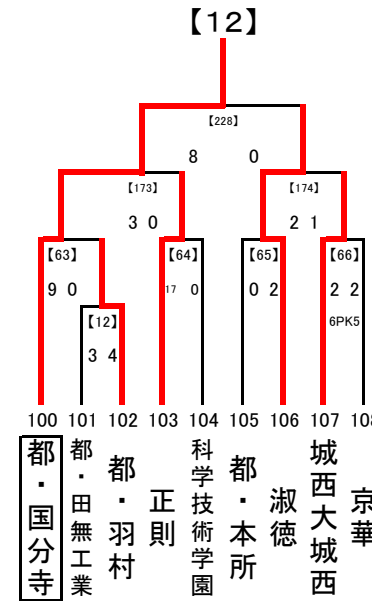 【12】
【228】
8 0
【173】 【174】
3 0 2 1
【63】 【64】 【65】 【66】
9 0 17 0 0 2 2 2
【12】 6PK5
3 4
100 101 102 103 104 105 106 107 108
都・国分寺
都・田無工業
都・羽村
正則
科学技術学園
都・本所
淑徳
城西大城西
京華